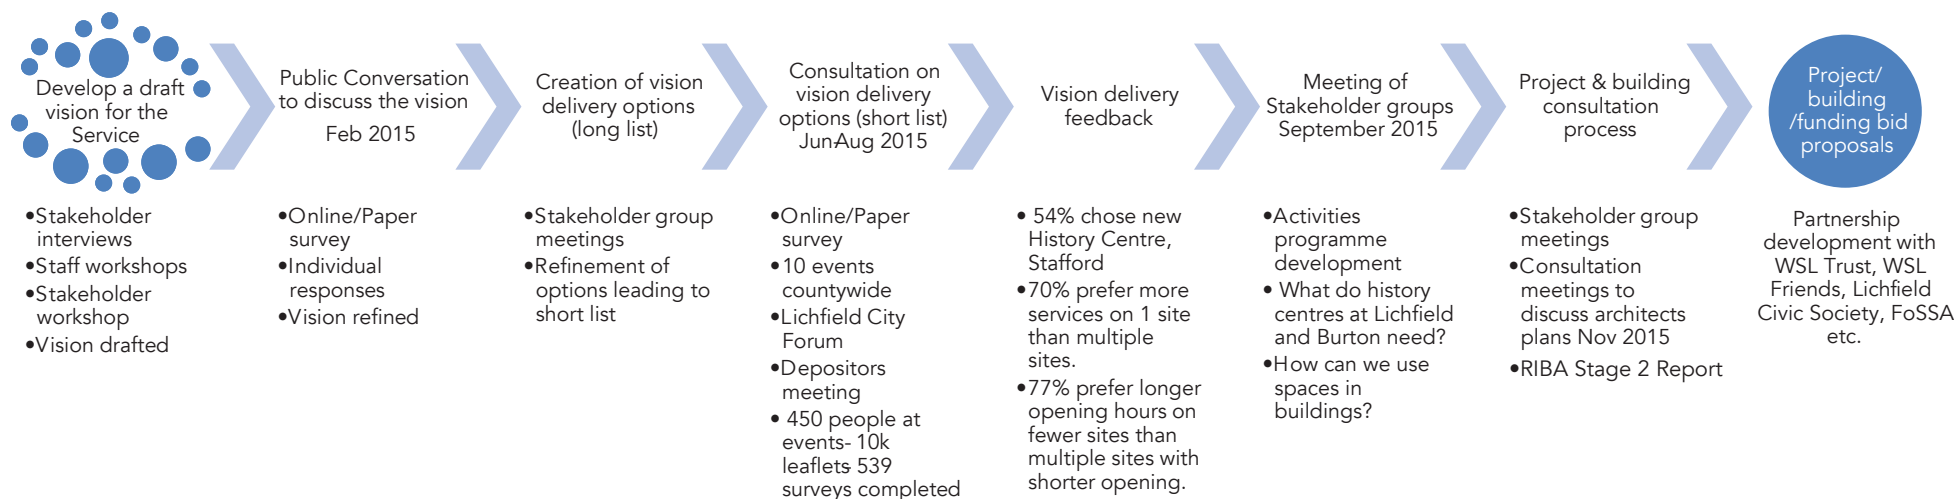 Develop a draft
vision for the
Service
Public Conversation
to discuss the vision
Feb 2015
Creation of vision
delivery options
(long list)
Consultation on
vision delivery
options (short list)
Jun-Aug 2015
Vision delivery
feedback
Meeting of
Stakeholder groups
September 2015
Project & building
consultation
process
Project/
building
/funding bid
proposals
•Stakeholder
interviews
•Staff workshops
•Stakeholder
workshop
•Vision drafted
•Online/Paper
survey
•Individual
responses
•Vision refined
•Stakeholder group
meetings
•Refinement of
options leading to
short list
•Online/Paper
survey
•10 events
countywide
•Lichfield City
Forum
•Depositors
meeting
• 450 people at
events- 10k
leaflets- 539
surveys completed
• 54% chose new
History Centre,
Stafford
•70% prefer more
services on 1 site
than multiple
sites.
•77% prefer longer
opening hours on
fewer sites than
multiple sites with
shorter opening.
•Activities
programme
development
• What do history
centres at Lichfield
and Burton need?
•How can we use
spaces in
buildings?
•Stakeholder group
meetings
•Consultation
meetings to
discuss architects
plans Nov 2015
•RIBA Stage 2 Report
Partnership
development with
WSL Trust, WSL
Friends, Lichfield
Civic Society, FoSSA
etc.